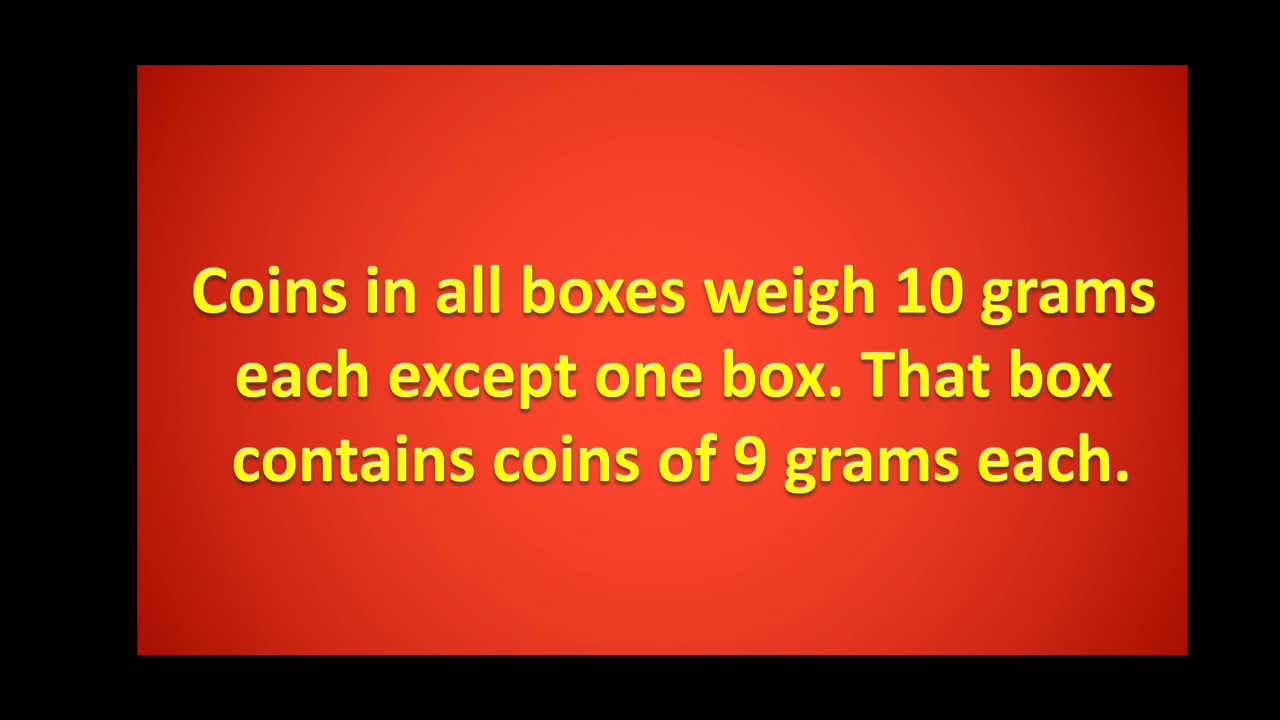 Coins in all boxes weigh 10 grams
each except one box. That box
contains coins of 9 grams each.